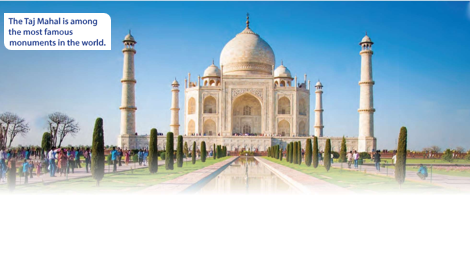 The Taj Mahal is among
the most famous
monuments in the world.